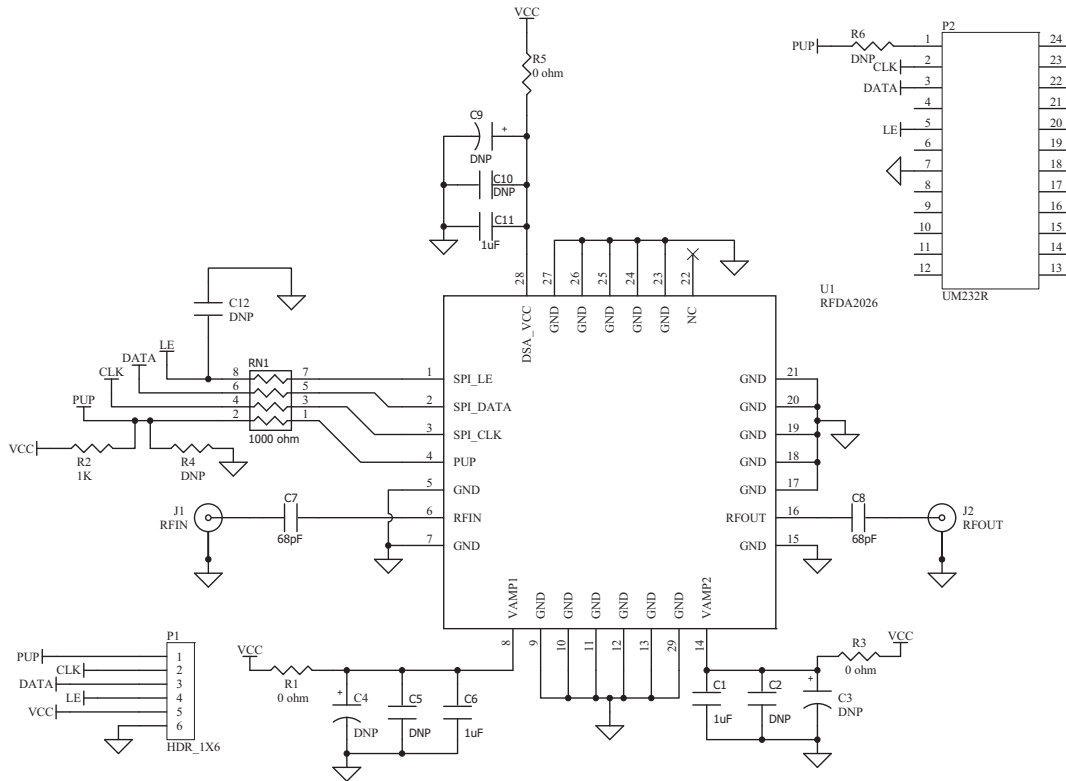 VCC
R5
0 ohm
C9
+
DNP
C10
DNP
C11
1uF
P2
PUP
R6
DNP
CLK
DATA
LE
1
2
3
4
5
6
7
8
9
10
11
12
24
23
22
21
20
19
18
17
16
15
14
13
UM232R
U1
RFDA2026
28
27
26
25
24
23
22
DSA_VCC
GND
GND
GND
GND
GND
NC
C12
DNP
LE
DATA
CLK
PUP
RN1
8
6
4
2
7
5
3
1
1000 ohm
VCC
R2
1K
R4
DNP
1
2
3
4
5
6
7
SPI_LE
SPI_DATA
SPI_CLK
PUP
GND
RFIN
GND
GND
GND
GND
GND
GND
RFOUT
GND
21
20
19
18
17
16
15
J1
RFIN
C7
68pF
C8
68pF
J2
RFOUT
VAMP1
GND
GND
GND
GND
GND
GND
VAMP2
8
9
10
11
12
13
29
14
P1
PUP
CLK
DATA
LE
VCC
1
2
3
4
5
6
HDR_1X6
VCC
R1
0 ohm
+
C4
DNP
C5
DNP
C6
1uF
C1
1uF
C2
DNP
+
C3
DNP
R3
0 ohm
VCC